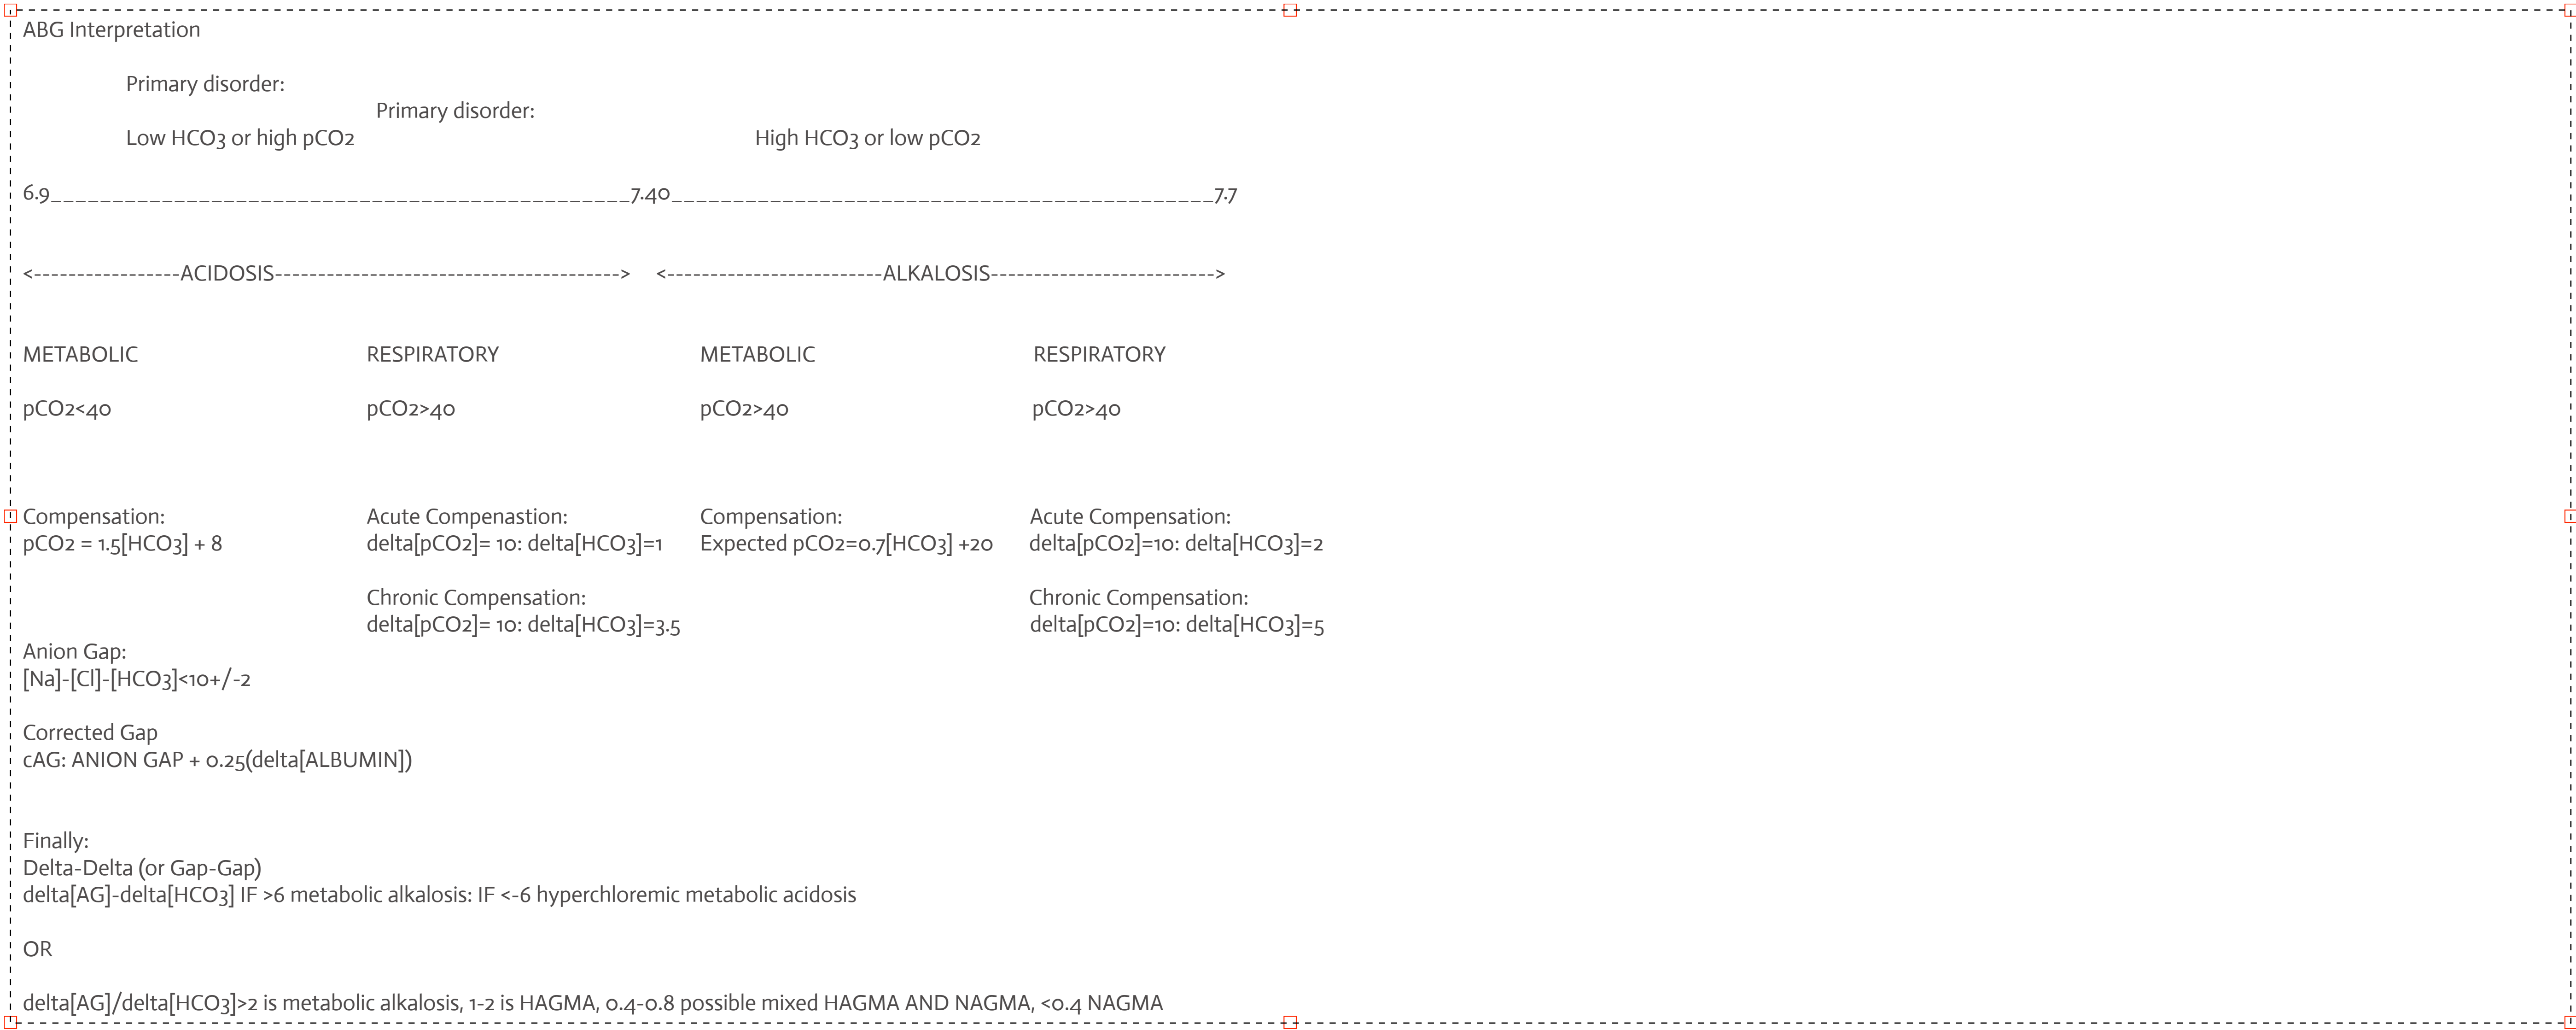 ABG Interpretation
Primary disorder:
Primary disorder:
Low HCO3 or high pCO2 High HCO3 or low pCO2
6.9_______________________________________________7.40____________________________________________7.7
<-----------------ACIDOSIS----------------------------------------> <--------------------------ALKALOSIS-------------------------->
METABOLIC RESPIRATORY METABOLIC RESPIRATORY
pCO2<40 pCO2>40 pCO2>40 pCO2>40
Compensation: Acute Compenastion: Compensation: Acute Compensation:
pCO2 = 1.5[HCO3] + 8 delta[pCO2]= 10: delta[HCO3]=1 Expected pCO2=0.7[HCO3] +20 delta[pCO2]=10: delta[HCO3]=2
Chronic Compensation: Chronic Compensation:
delta[pCO2]= 10: delta[HCO3]=3.5 delta[pCO2]=10: delta[HCO3]=5
Anion Gap:
[Na]-[Cl]-[HCO3]<10+/-2
Corrected Gap
cAG: ANION GAP + 0.25(delta[ALBUMIN])
Finally:
Delta-Delta (or Gap-Gap)
delta[AG]-delta[HCO3] IF >6 metabolic alkalosis: IF <-6 hyperchloremic metabolic acidosis
OR
delta[AG]/delta[HCO3]>2 is metabolic alkalosis, 1-2 is HAGMA, 0.4-0.8 possible mixed HAGMA AND NAGMA, <0.4 NAGMA